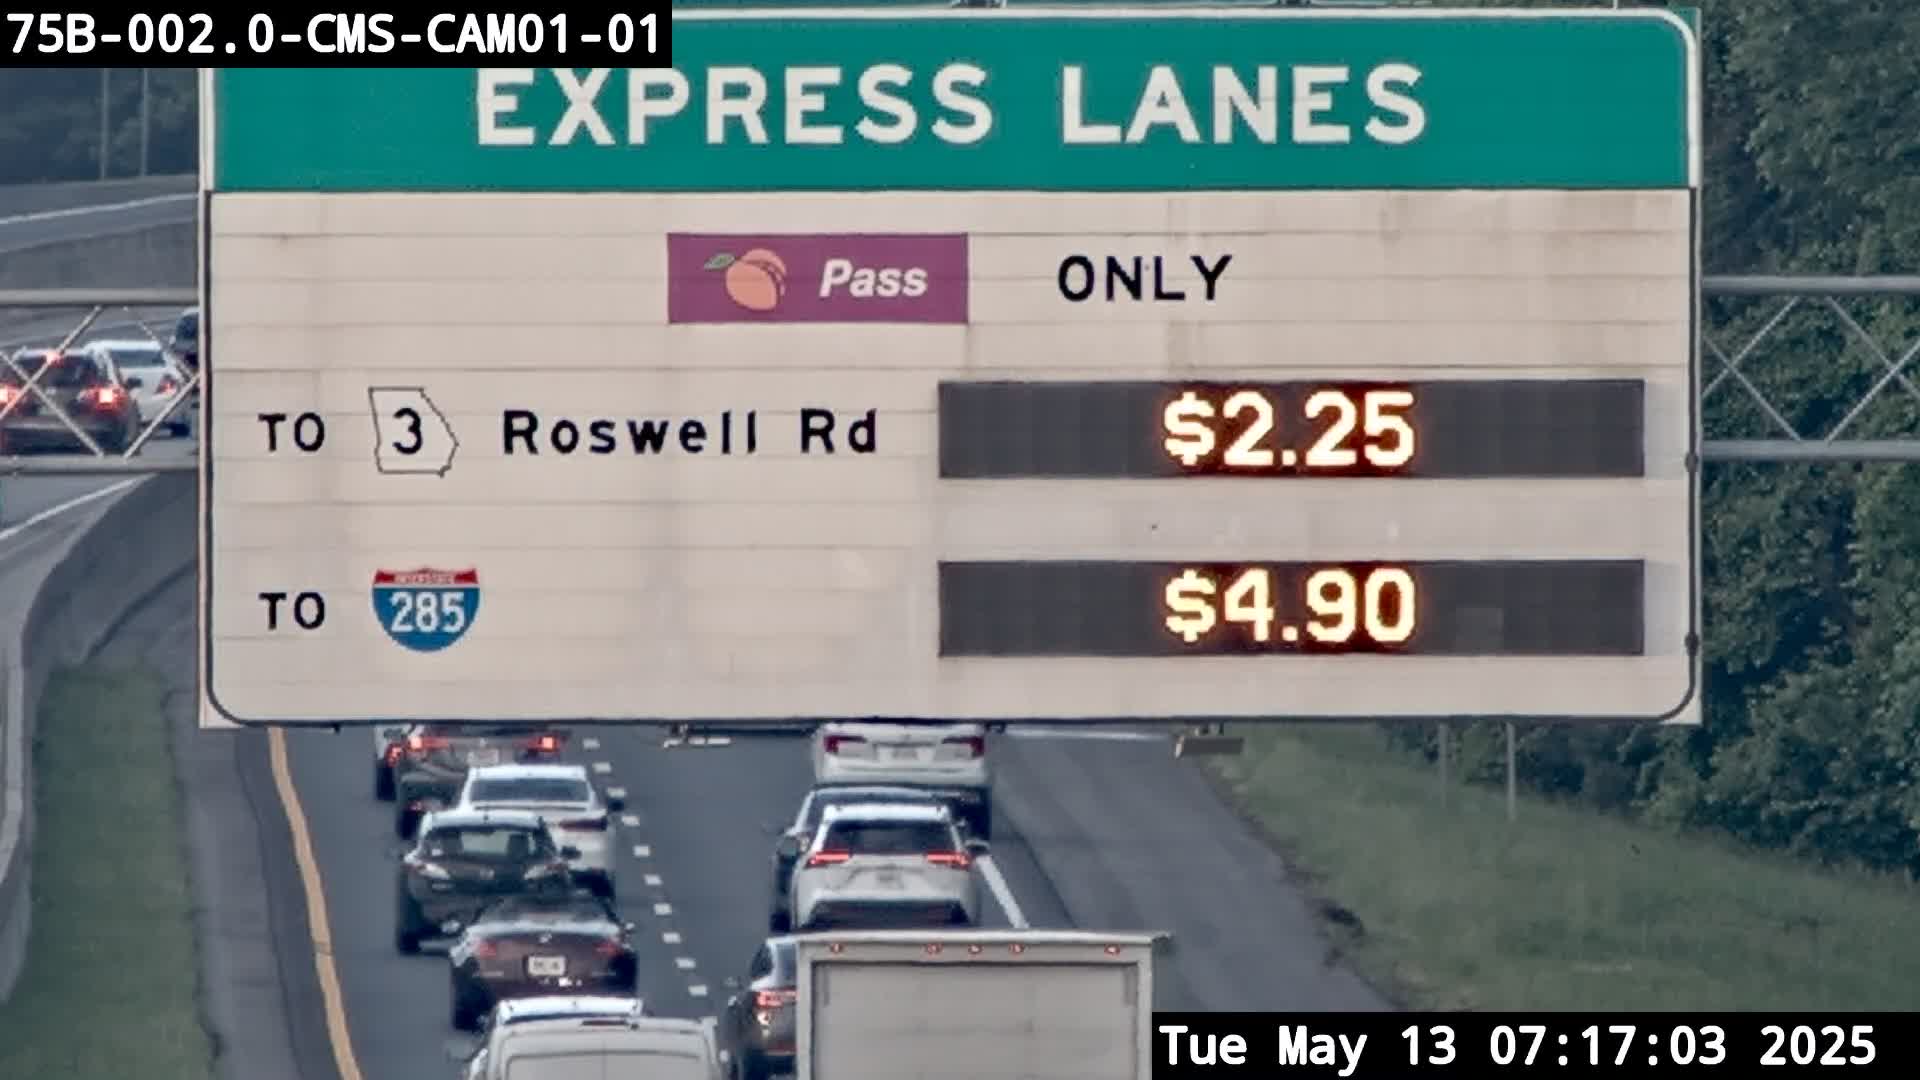 75B-002.0-CMS-CAM01-01
EXPRESS LANES
Pass ONLY
TO 3 Roswell Rd $2.25
TO 285 $4.90
Tue May 13 07:17:03 2025